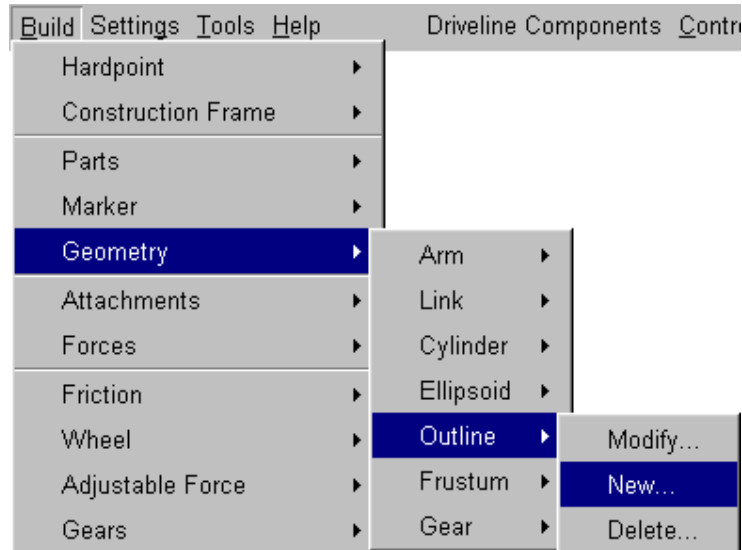 Build Settings Tools Help Driveline Components Contr
Hardpoint
Construction Frame
Parts
Marker
Geometry
Attachments
Forces
Friction
Wheel
Adjustable Force
Gears
Arm
Link
Cylinder
Ellipsoid
Outline
Frustum
Gear
Modify...
New...
Delete...